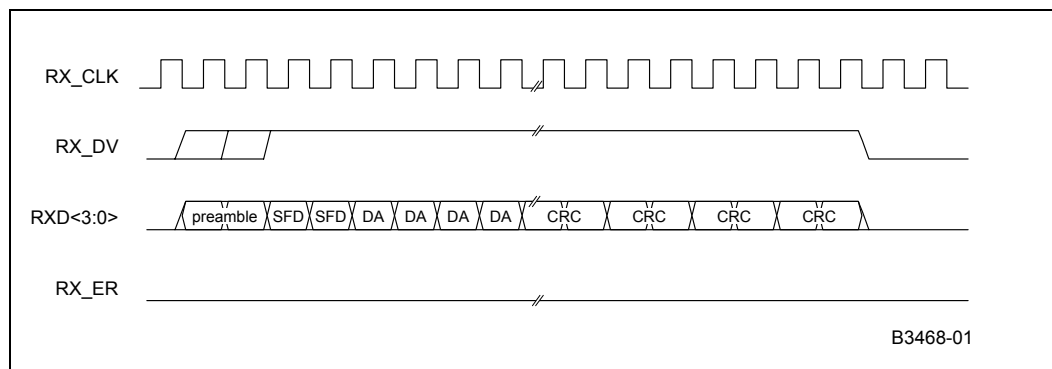 RX_CLK
RX_DV
RXD<3:0> preamble SFD SFD DA DA DA DA CRC CRC CRC CRC
RX_ER
B3468-01